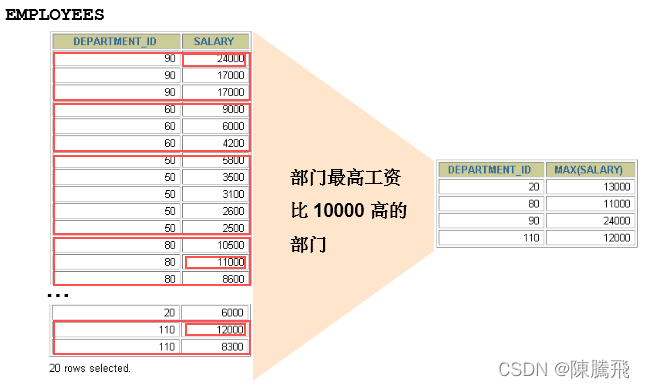 EMPLOYEES
DEPARTMENT_ID SALARY
90 24000
90 17000
90 17000
60 9000
60 6000
60 4200
50 5800
50 3500
50 3100
50 2600
50 2500
80 10500
80 11000
80 8600
...
20 6000
110 12000
110 8300
20 rows selected.
部门最高工资
比 10000 高的
部门
DEPARTMENT_ID MAX(SALARY)
20 13000
80 11000
90 24000
110 12000
CSDN @陳騰飛